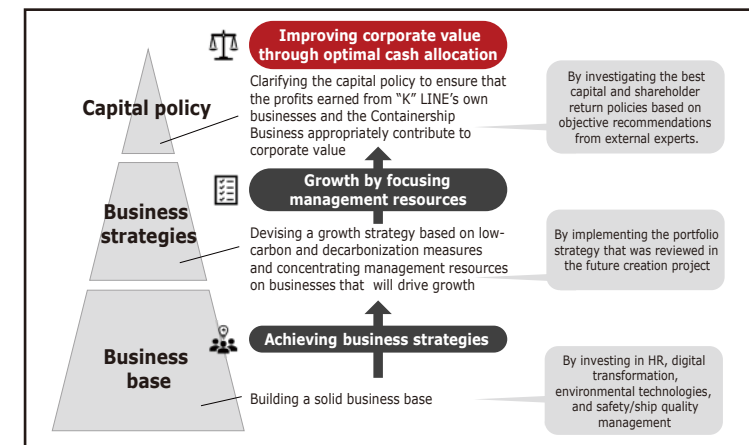 Improving corporate value
through optimal cash allocation
Capital policy
Clarifying the capital policy to ensure that
the profits earned from “K” LINE’s own
businesses and the Containership
Business appropriately contribute to
corporate value
By investigating the best
capital and shareholder
return policies based on
objective recommendations
from external experts.
Growth by focusing
management resources
Business
strategies
Devising a growth strategy based on low-
carbon and decarbonization measures
and concentrating management resources
on businesses that will drive growth
By implementing the portfolio
strategy that was reviewed in
the future creation project
Achieving business strategies
Business
base
Building a solid business base
By investing in HR, digital
transformation,
environmental technologies,
and safety/ship quality
management